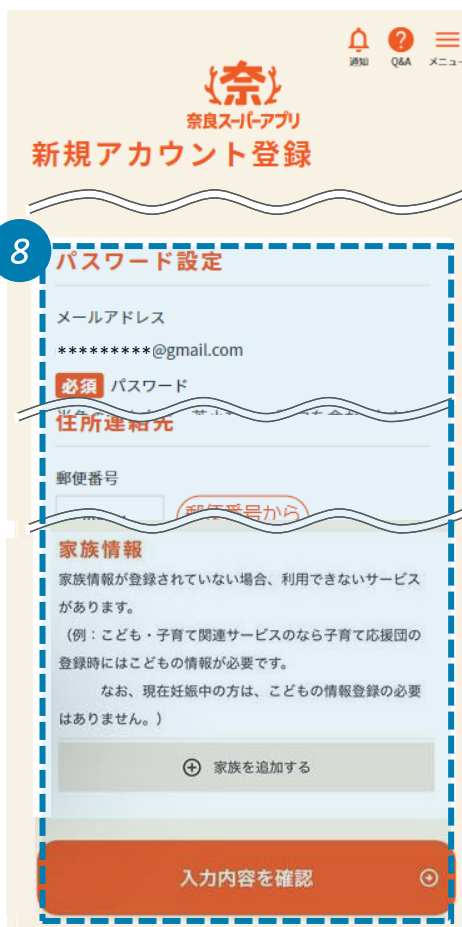 通知 Q&A メニュー
奈
奈良スーパーアプリ
新規アカウント登録
8
パスワード設定
メールアドレス
*********@gmail.com
必須 パスワード
住所連絡先
郵便番号
郵便番号から
家族情報
家族情報が登録されていない場合、利用できないサービス
があります。
（例：こども・子育て関連サービスのなら子育て応援団の
登録時にはこどもの情報が必要です。
なお、現在妊娠中の方は、こどもの情報登録の必要
はありません。）
家族を追加する
入力内容を確認